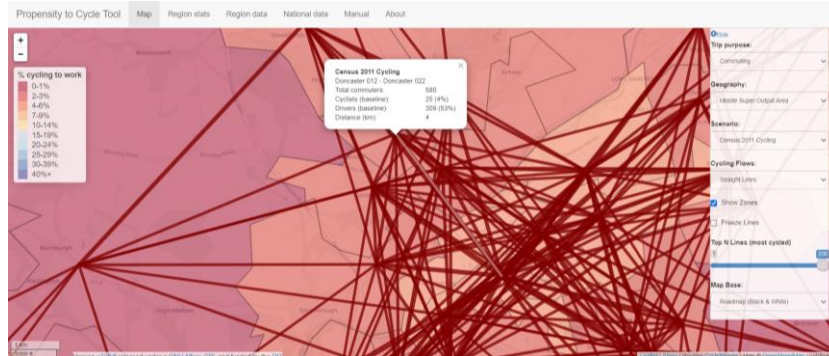 Propensity to Cycle Tool Map Region stats Region data National data Manual About
+
−
% cycling to work
0-1%
2-3%
4-6%
7-9%
10-14%
15-19%
20-24%
25-29%
30-39%
40%+
Census 2011 Cycling
Doncaster 012 - Doncaster 022
Total commuters: 580
Cyclists (baseline): 25 (4%)
Drivers (baseline): 309 (53%)
Distance (km): 4
Hide
Trip purpose:
Commuting
Geography:
Middle Super Output Area
Scenario:
Census 2011 Cycling
Cycling Flows:
Straight Lines
Show Zones
Freeze Lines
Top N Lines (most cycled)
200
Map Base:
Roadmap (Black & White)